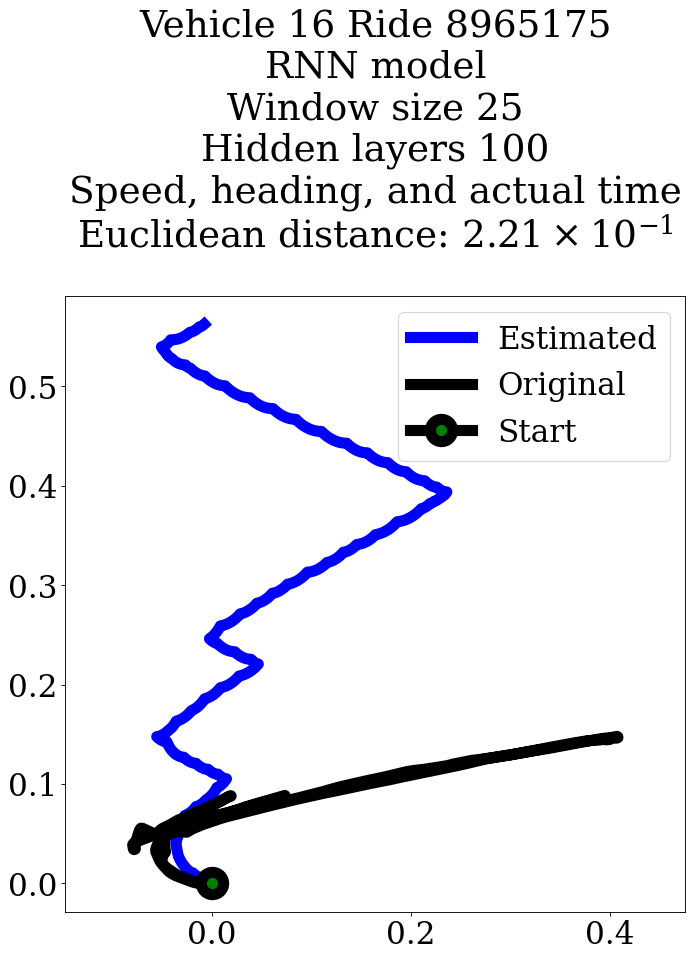 Vehicle 16 Ride 8965175
RNN model
Window size 25
Hidden layers 100
Speed, heading, and actual time
Euclidean distance: 2.21 × 10⁻¹
Estimated
Original
Start
0.5
0.4
0.3
0.2
0.1
0.0
0.0 0.2 0.4